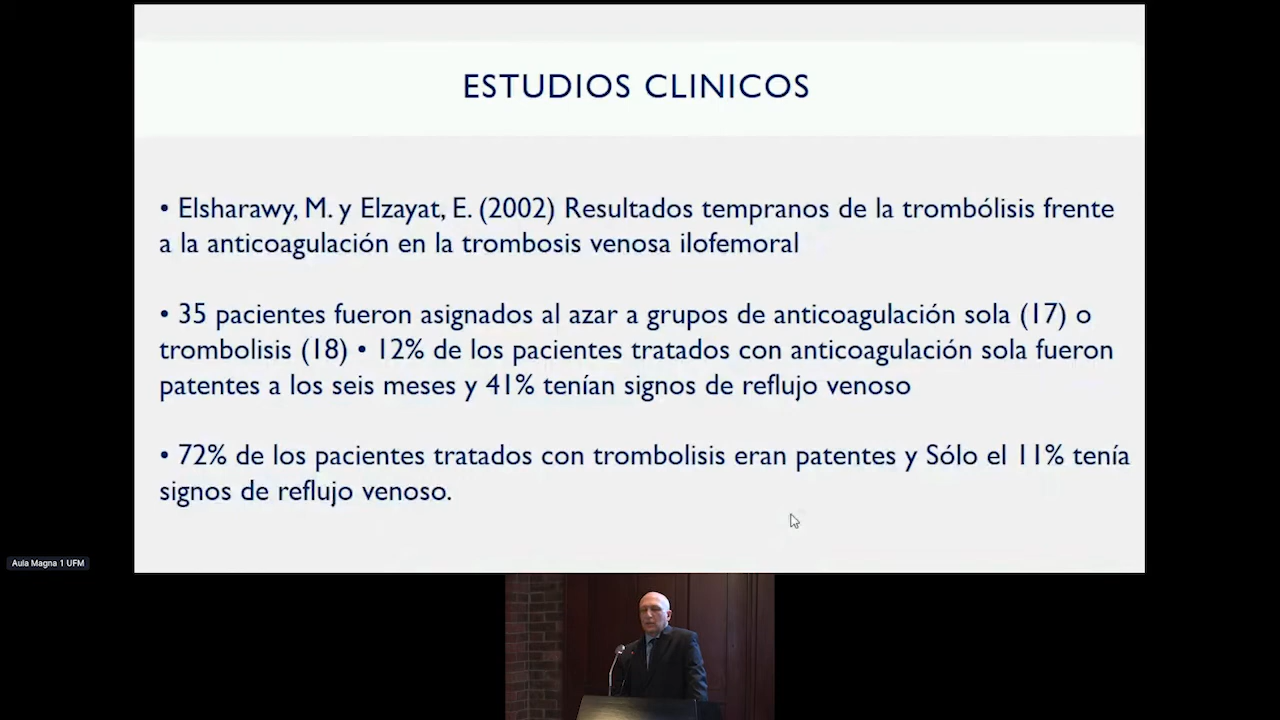 ESTUDIOS CLINICOS
• Elsharawy, M. y Elzayat, E. (2002) Resultados tempranos de la trombólisis frente
a la anticoagulación en la trombosis venosa ilofemoral
• 35 pacientes fueron asignados al azar a grupos de anticoagulación sola (17) o
trombolisis (18) • 12% de los pacientes tratados con anticoagulación sola fueron
patentes a los seis meses y 41% tenían signos de reflujo venoso
• 72% de los pacientes tratados con trombolisis eran patentes y Sólo el 11% tenía
signos de reflujo venoso.
Aula Magna 1 UFM